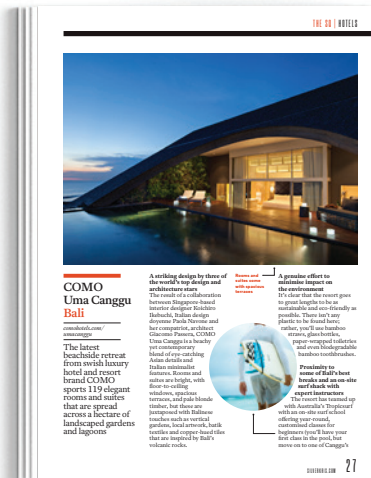 THE SQ | HOTELS
COMO
Uma Canggu
Bali
comohotels.com/
umacanggu
The latest
beachside retreat
from swish luxury
hotel and resort
brand COMO
sports 119 elegant
rooms and suites
that are spread
across a hectare of
landscaped gardens
and lagoons
A striking design by three of
the world's top design and
architecture stars
The result of a collaboration
between Singapore-based
interior designer Koichiro
Ikebuchi, Italian design
doyenne Paola Navone and
her compatriot, architect
Giacomo Passera, COMO
Uma Canggu is a beachy
yet contemporary
blend of eye-catching
Asian details and
Italian minimalist
features. Rooms and
suites are bright, with
floor-to-ceiling
windows, spacious
terraces, and pale blonde
timber, but these are
juxtaposed with Balinese
touches such as vertical
gardens, local artwork, batik
textiles and copper-hued tiles
that are inspired by Bali's
volcanic rocks.
Rooms and
suites come
with spacious
terraces
A genuine effort to
minimise impact on
the environment
It's clear that the resort goes
to great lengths to be as
sustainable and eco-friendly as
possible. There isn't any
plastic to be found here;
rather, you'll use bamboo
straws, glass bottles,
paper-wrapped toiletries
and even biodegradable
bamboo toothbrushes.
Proximity to
some of Bali's best
breaks and an on-site
surf shack with
expert instructors
The resort has teamed up
with Australia's Tropicsurf
with an on-site surf school
offering year-round,
customised classes for
beginners (you'll have your
first class in the pool, but
move on to one of Canggu's
SILVERKRIS.COM 27